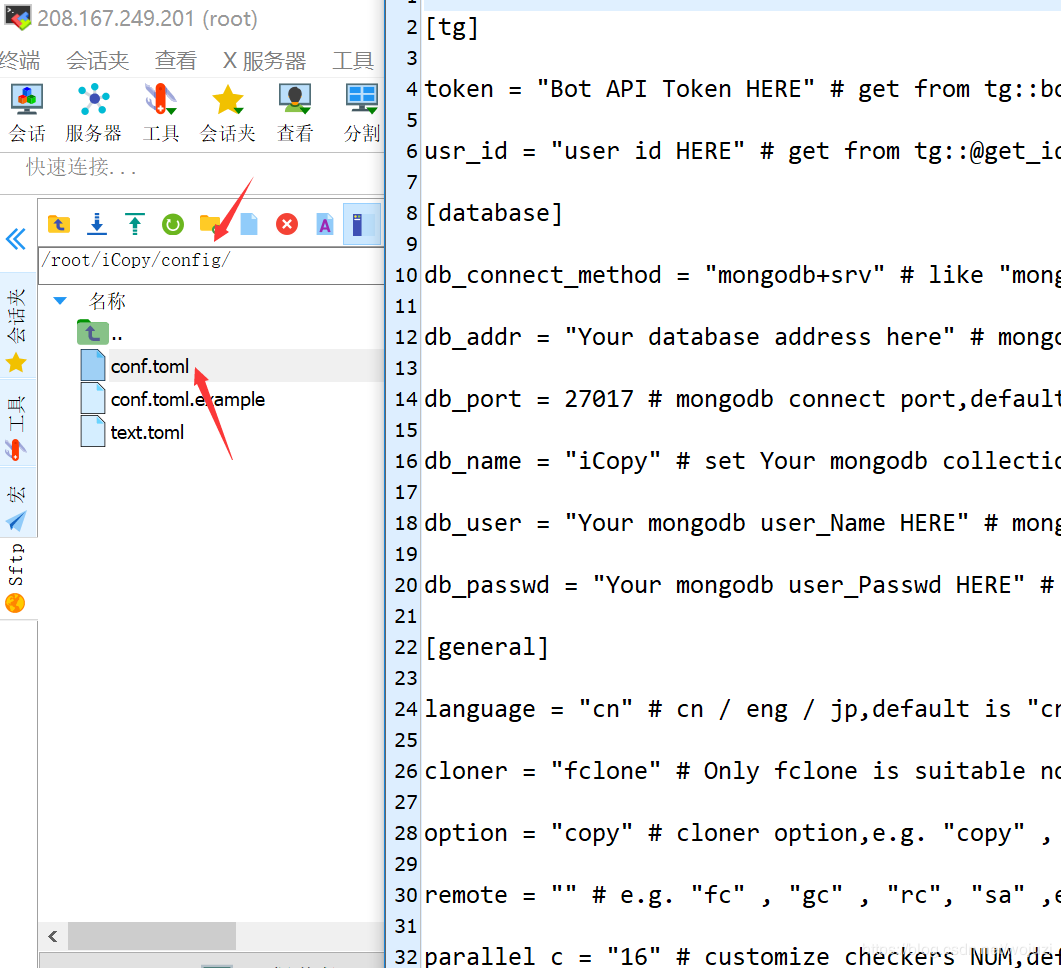 208.167.249.201 (root)
终端 会话夹 查看 X 服务器 工具
会话 服务器 工具 会话夹 查看 分割
快速连接...
/root/iCopy/config/
名称
..
conf.toml
conf.toml.example
text.toml
会话夹
工具
宏
Sftp
2 [tg]
3
4 token = "Bot API Token HERE" # get from tg::bo
5
6 usr_id = "user id HERE" # get from tg::@get_id
7
8 [database]
9
10 db_connect_method = "mongodb+srv" # like "mong
11
12 db_addr = "Your database address here" # mongo
13
14 db_port = 27017 # mongodb connect port,default
15
16 db_name = "iCopy" # set Your mongodb collectio
17
18 db_user = "Your mongodb user_Name HERE" # mong
19
20 db_passwd = "Your mongodb user_Passwd HERE" #
21
22 [general]
23
24 language = "cn" # cn / eng / jp,default is "cn
25
26 cloner = "fclone" # Only fclone is suitable no
27
28 option = "copy" # cloner option,e.g. "copy" ,
29
30 remote = "" # e.g. "fc" , "gc" , "rc", "sa" ,e
31
32 parallel_c = "16" # customize checkers NUM,def